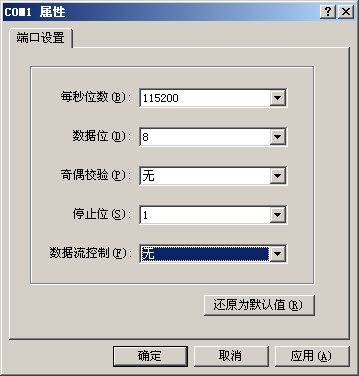 COM1 属性
端口设置
每秒位数(B): 115200
数据位(D): 8
奇偶校验(P): 无
停止位(S): 1
数据流控制(F): 无
还原为默认值(R)
确定 取消 应用(A)